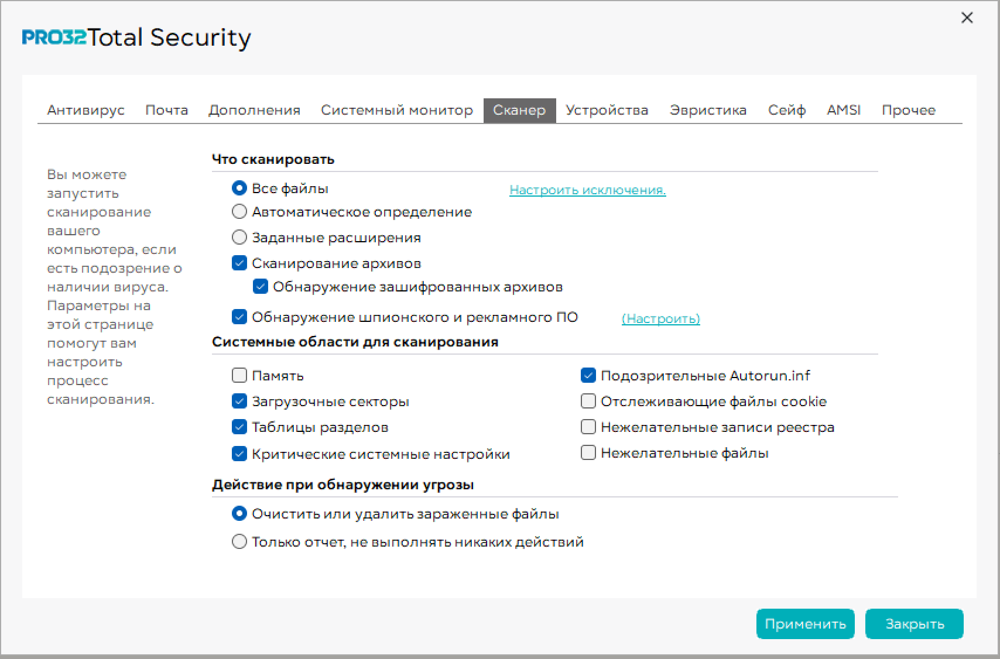 PRO32 Total Security
Антивирус Почта Дополнения Системный монитор Сканер Устройства Эвристика Сейф AMSI Прочее
Вы можете
запустить
сканирование
вашего
компьютера, если
есть подозрение о
наличии вируса.
Параметры на
этой странице
помогут вам
настроить
процесс
сканирования.
Что сканировать
Все файлы Настроить исключения.
Автоматическое определение
Заданные расширения
Сканирование архивов
Обнаружение зашифрованных архивов
Обнаружение шпионского и рекламного ПО (Настроить)
Системные области для сканирования
Память Подозрительные Autorun.inf
Загрузочные секторы Отслеживающие файлы cookie
Таблицы разделов Нежелательные записи реестра
Критические системные настройки Нежелательные файлы
Действие при обнаружении угрозы
Очистить или удалить зараженные файлы
Только отчет, не выполнять никаких действий
Применить Закрыть